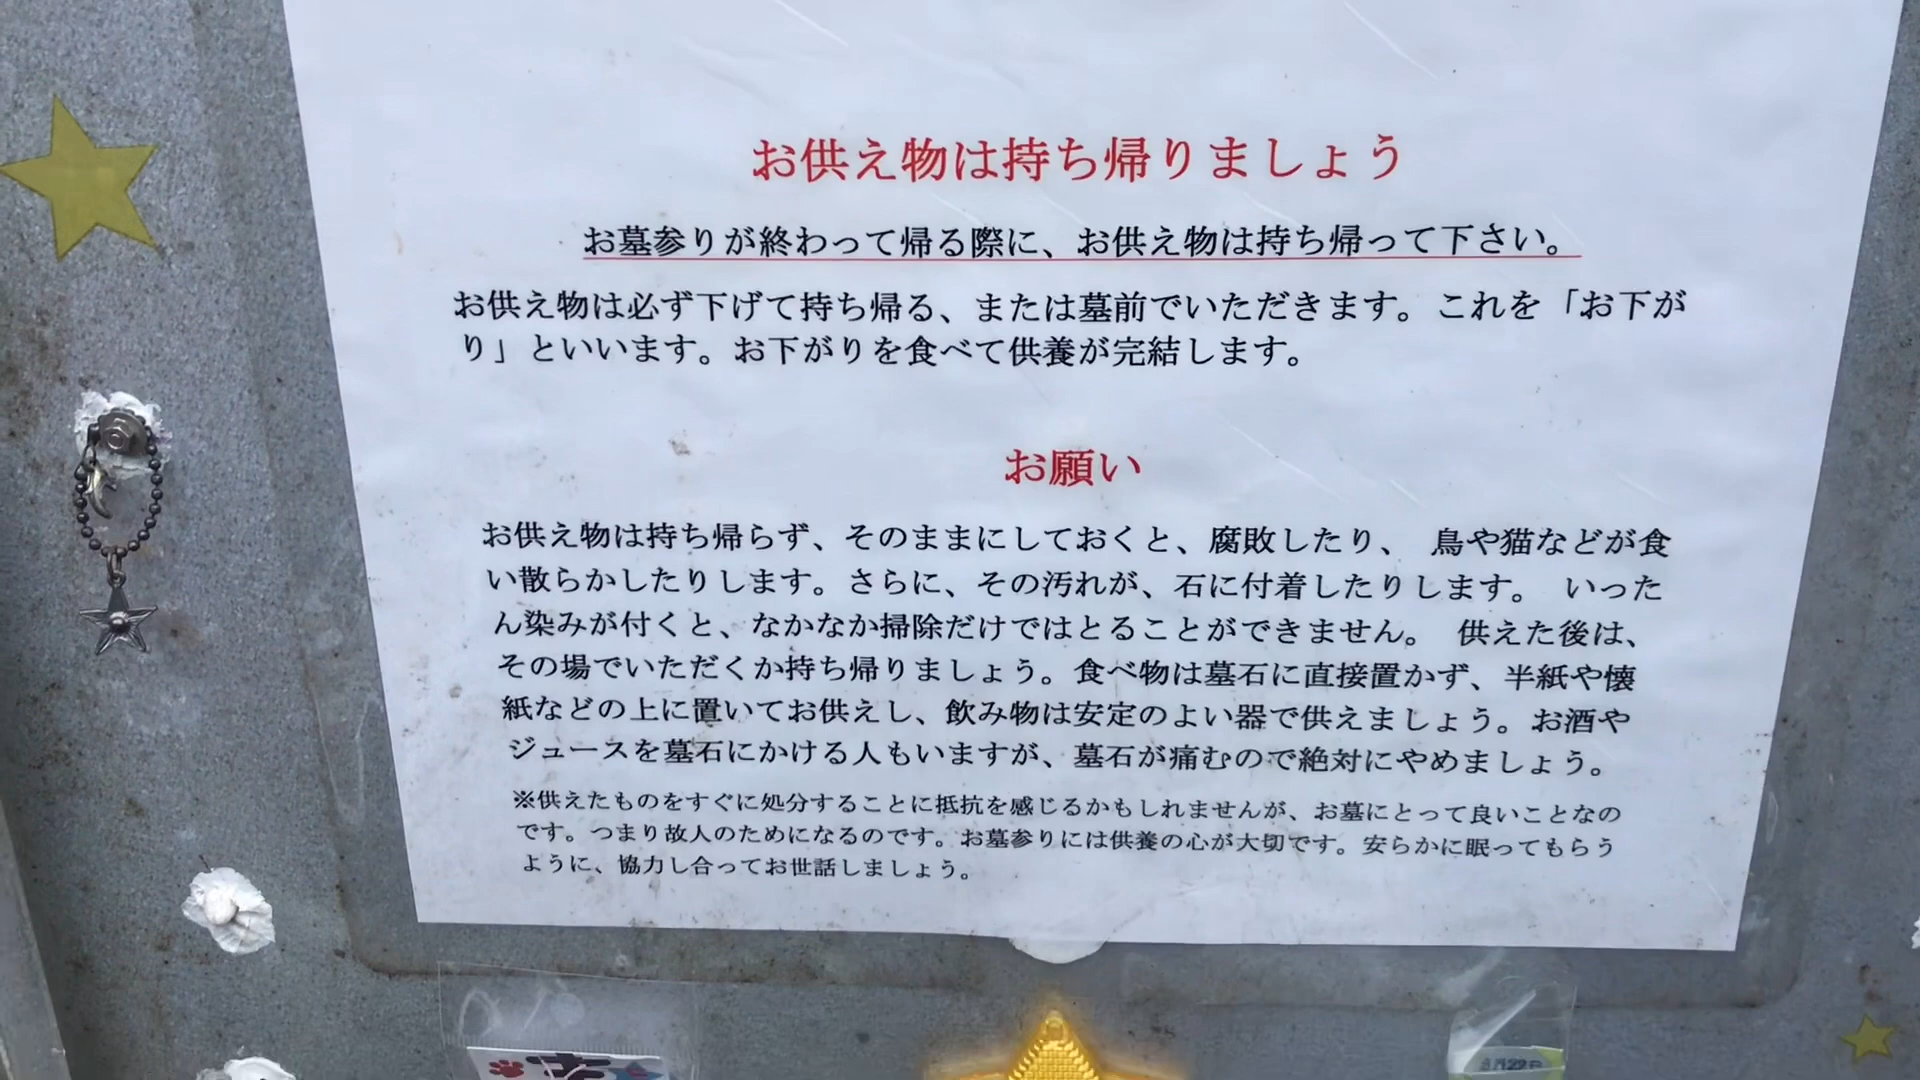 お供え物は持ち帰りましょう
お墓参りが終わって帰る際に、お供え物は持ち帰って下さい。
お供え物は必ず下げて持ち帰る、または墓前でいただきます。これを「お下が
り」といいます。お下がりを食べて供養が完結します。
お願い
お供え物は持ち帰らず、そのままにしておくと、腐敗したり、 鳥や猫などが食
い散らかしたりします。さらに、その汚れが、石に付着したりします。 いった
ん染みが付くと、なかなか掃除だけではとることができません。 供えた後は、
その場でいただくか持ち帰りましょう。食べ物は墓石に直接置かず、半紙や懐
紙などの上に置いてお供えし、飲み物は安定のよい器で供えましょう。お酒や
ジュースを墓石にかける人もいますが、墓石が痛むので絶対にやめましょう。
※供えたものをすぐに処分することに抵抗を感じるかもしれませんが、お墓にとって良いことなの
です。つまり故人のためになるのです。お墓参りには供養の心が大切です。安らかに眠ってもらう
ように、協力し合ってお世話しましょう。